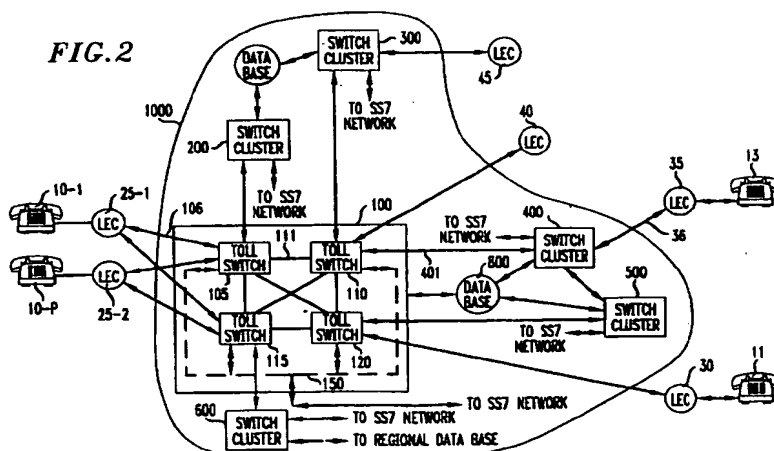 FIG.2
SWITCH
CLUSTER
300
DATA
BASE
LEC
45
1000
TO SS7
NETWORK
40
LEC
SWITCH
CLUSTER
200
TO SS7
NETWORK
10-1
25-1
106
LEC
100
35
13
LEC
36
111
TOLL
SWITCH
105
TOLL
SWITCH
110
TO SS7
NETWORK
400
SWITCH
CLUSTER
401
800
DATA
BASE
500
SWITCH
CLUSTER
TO SS7
NETWORK
LEC
10-P
25-2
TOLL
SWITCH
115
TOLL
SWITCH
120
150
30
11
LEC
600
SWITCH
CLUSTER
TO SS7 NETWORK
TO SS7 NETWORK
TO REGIONAL DATA BASE